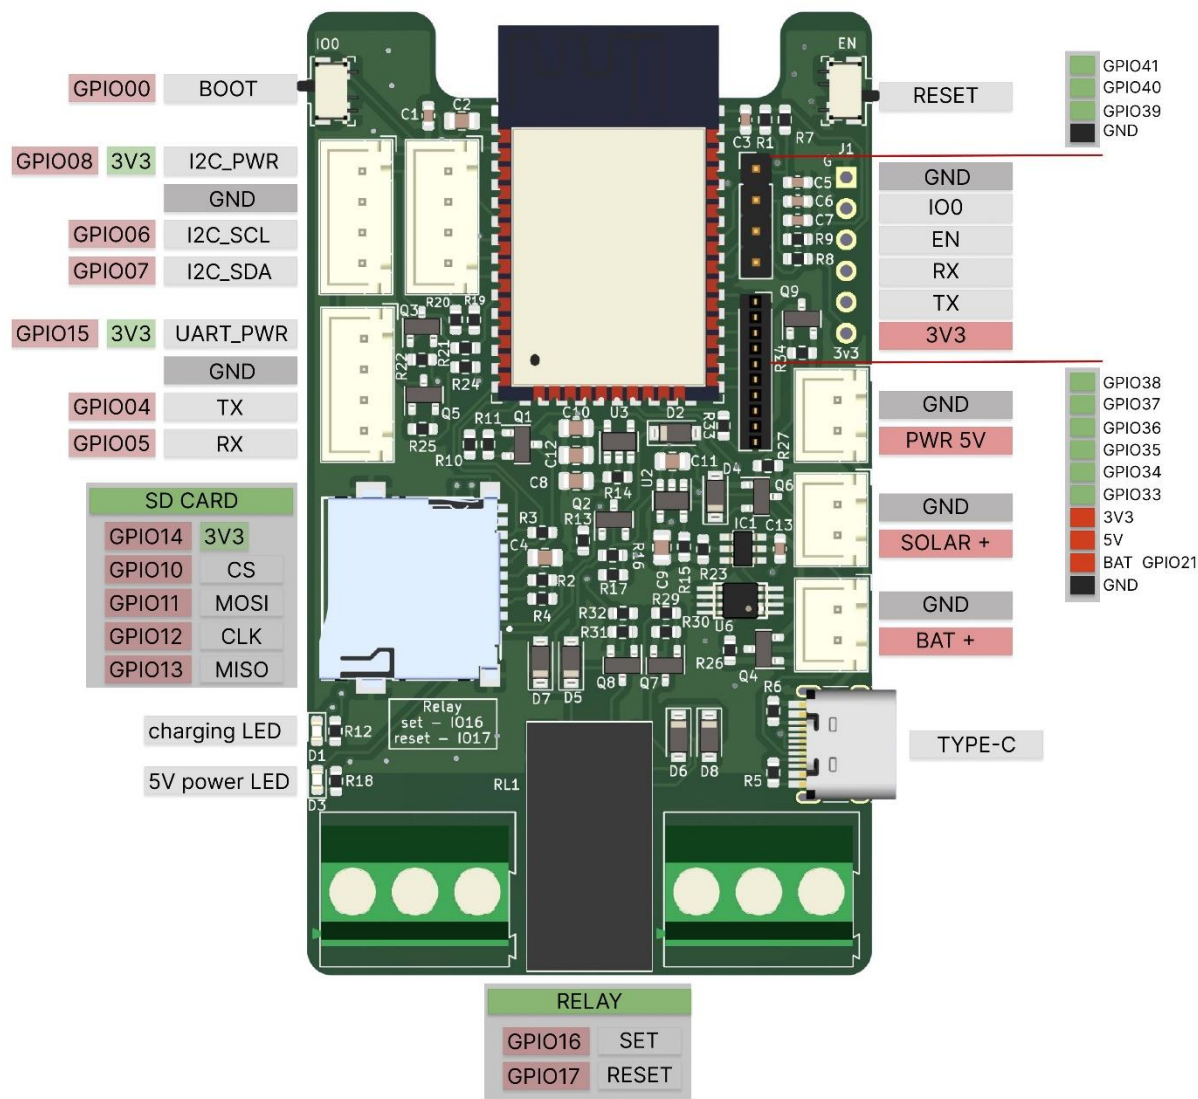 IO0
EN
GPIO00 BOOT
RESET
GPIO41
GPIO40
GPIO39
GND
C1
C2
C3 R1 R7
GPIO08 3V3 I2C_PWR
GND
GPIO06 I2C_SCL
GPIO07 I2C_SDA
G
J1
C5
C6
C7
R9
R8
GND
IO0
EN
RX
TX
3V3
3v3
GPIO15 3V3 UART_PWR
GND
GPIO04 TX
GPIO05 RX
Q3
R20
R19
R22
R21
R24
Q5
R25
R11
R10
Q1
C10
U3
D2
R33
Q9
R34
R27
C12
C8
R14
U2
C11
D4
Q6
GND
PWR 5V
GPIO38
GPIO37
GPIO36
GPIO35
GPIO34
GPIO33
3V3
5V
BAT GPIO21
GND
GND
SOLAR +
GND
BAT +
SD CARD
GPIO14 3V3
GPIO10 CS
GPIO11 MOSI
GPIO12 CLK
GPIO13 MISO
R3
C4
R2
R4
Q2
R13
R16
R17
C9
R15
R23
IC1
C13
R32
R31
R29
R30
U6
R26
Q4
D7
D5
Q8
Q7
R6
R5
D6
D8
Relay
set – IO16
reset – IO17
charging LED
D1
R12
5V power LED
D3
R18
RL1
TYPE-C
RELAY
GPIO16 SET
GPIO17 RESET